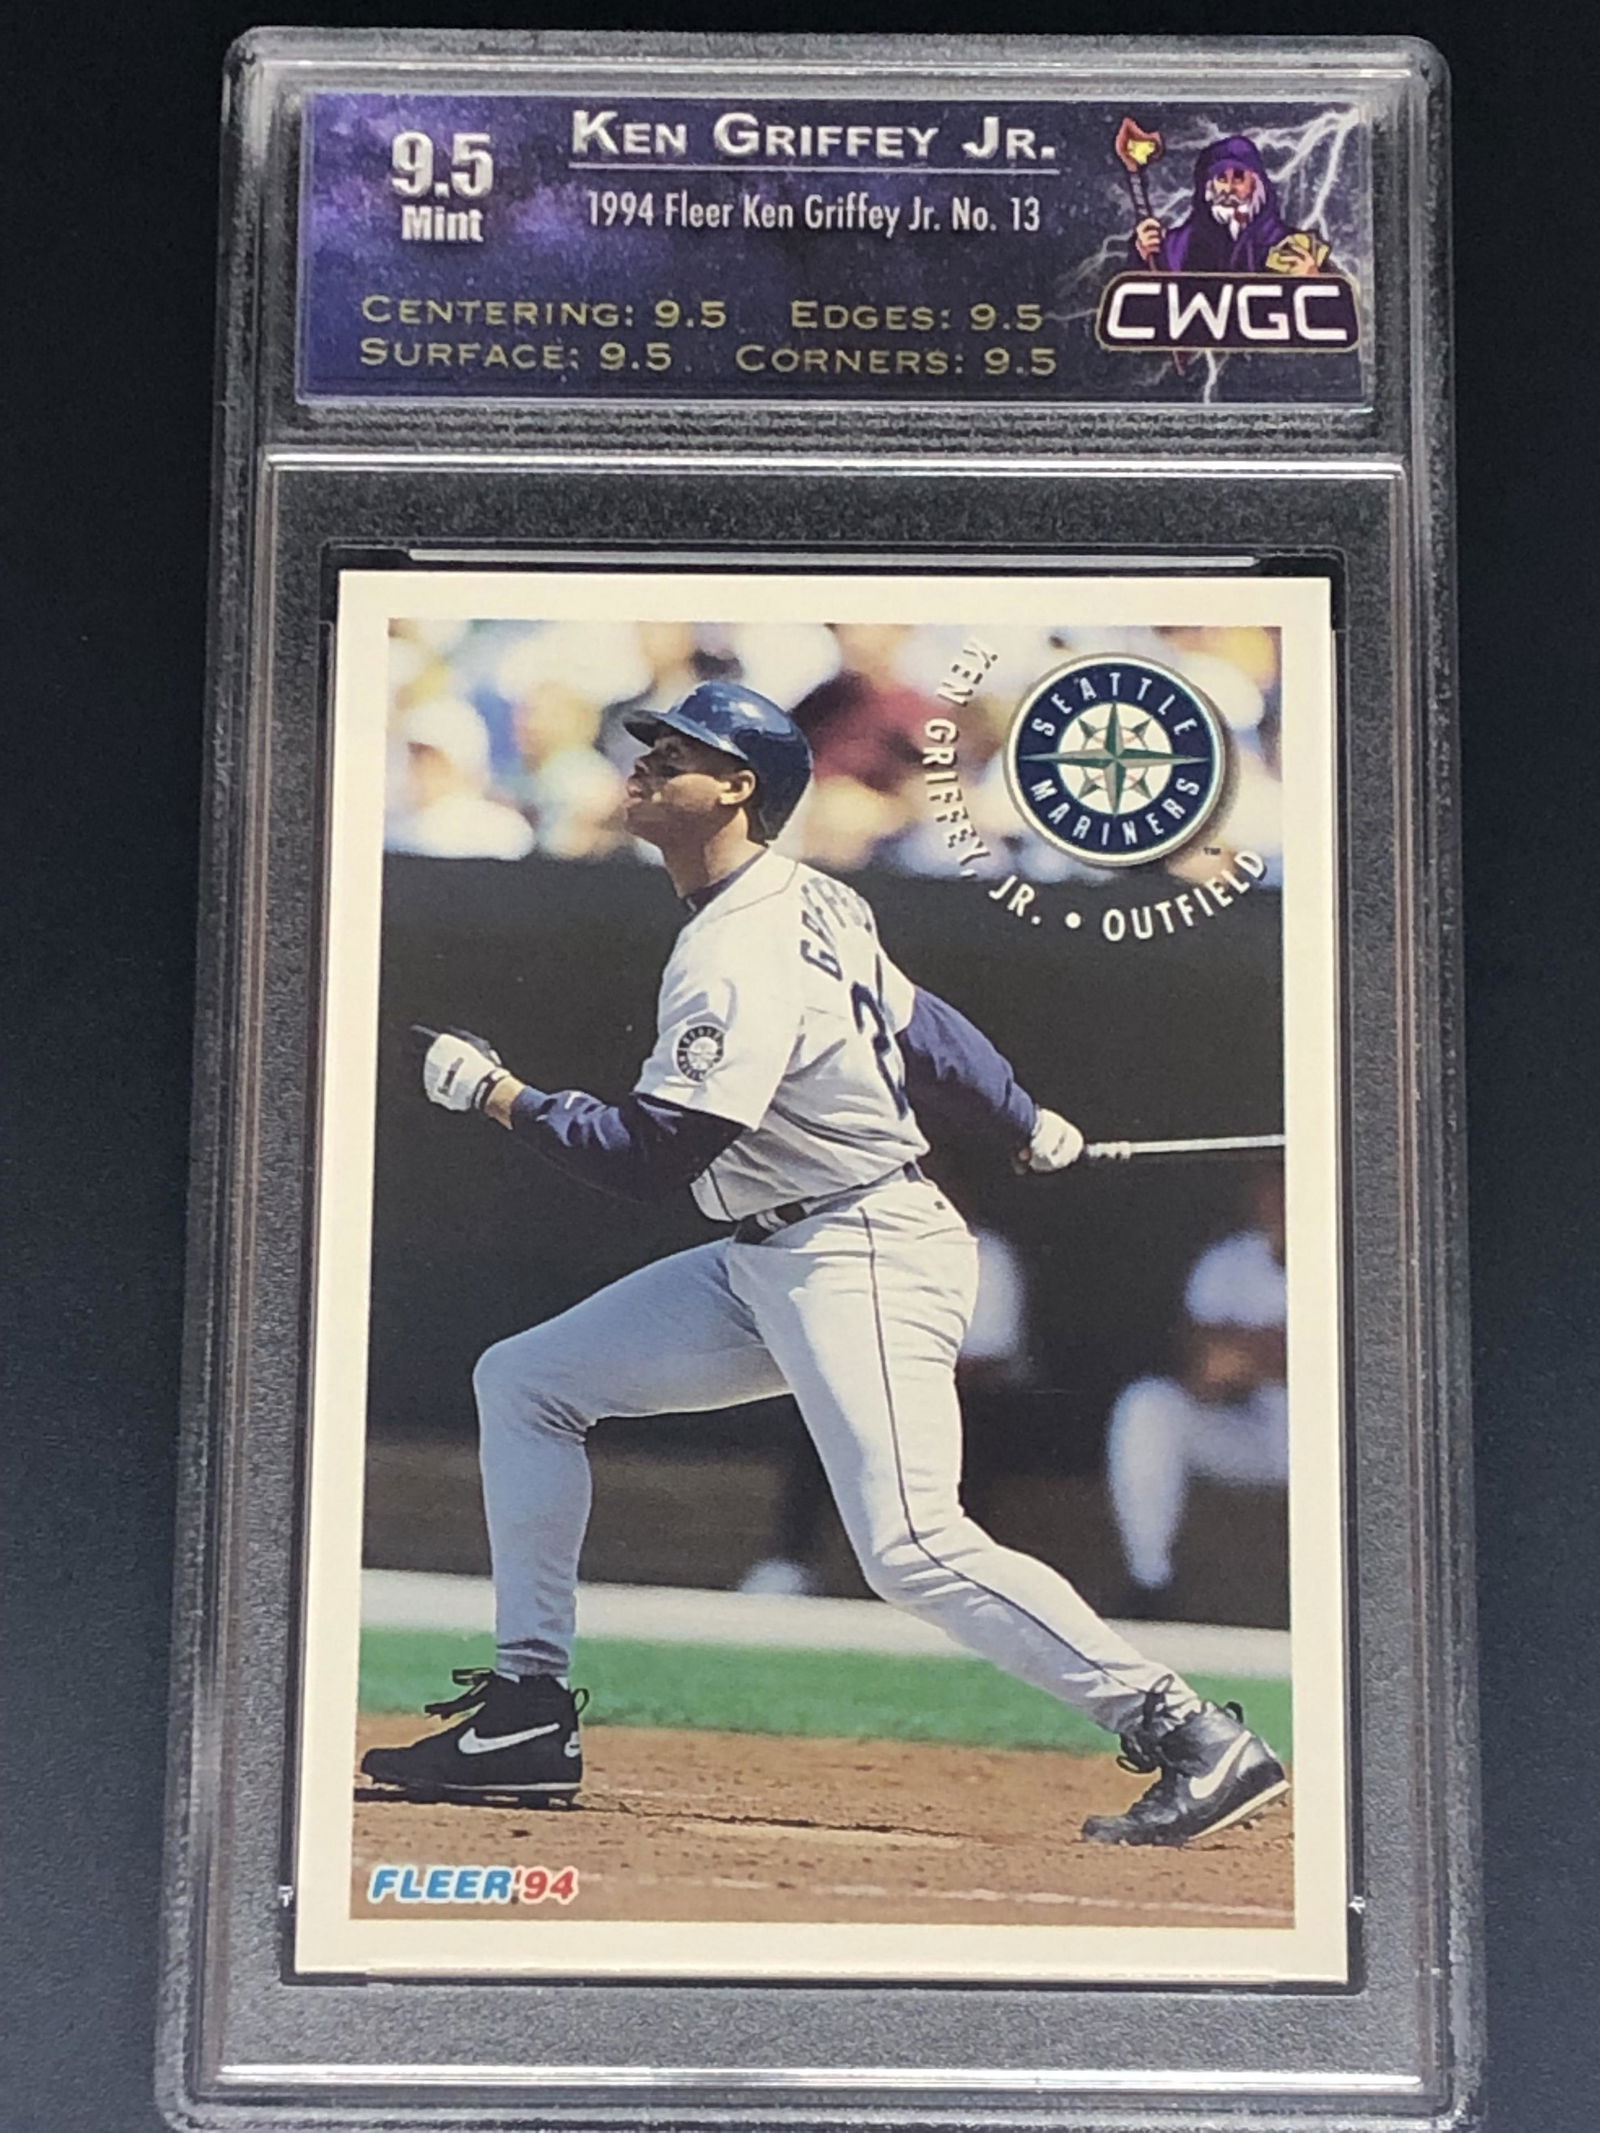 9.5
Mint
KEN GRIFFEY JR.
1994 Fleer Ken Griffey Jr. No. 13
CENTERING: 9.5 EDGES: 9.5
SURFACE: 9.5 CORNERS: 9.5
CWGC
SEATTLE
MARINERS
TM
KEN GRIFFEY, JR. • OUTFIELD
FLEER'94